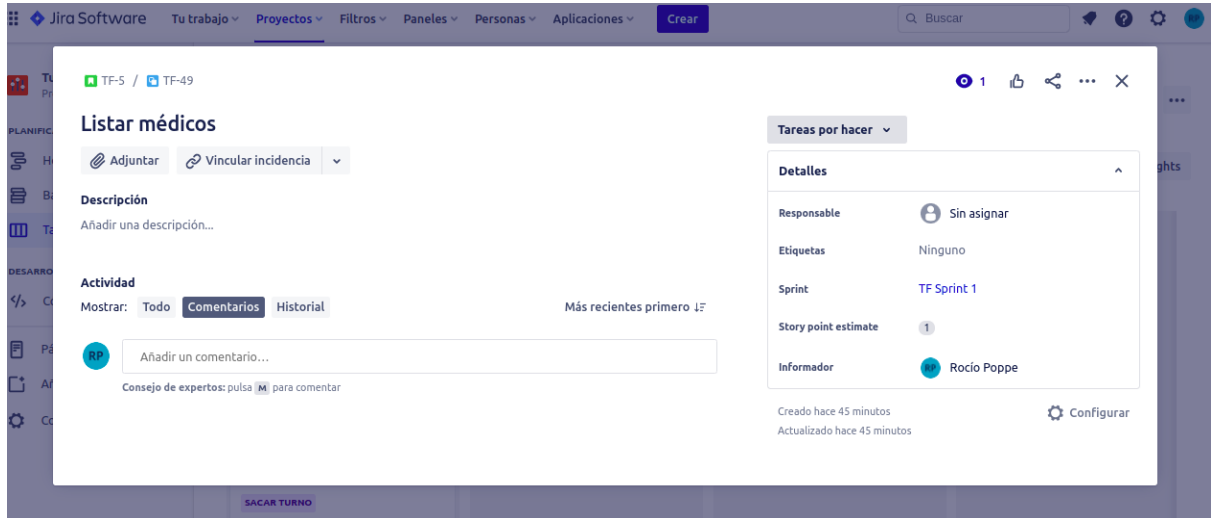 Jira Software Tu trabajo Proyectos Filtros Paneles Personas Aplicaciones Crear Buscar RP
TF-5 / TF-49 1
Listar médicos
Tareas por hacer
Adjuntar Vincular incidencia
Detalles
Descripción
Añadir una descripción...
Responsable Sin asignar
Etiquetas Ninguno
Actividad
Mostrar: Todo Comentarios Historial Más recientes primero
Sprint TF Sprint 1
Story point estimate 1
RP Añadir un comentario...
Informador RP Rocío Poppe
Consejo de expertos: pulsa M para comentar
Creado hace 45 minutos
Actualizado hace 45 minutos
Configurar
SACAR TURNO